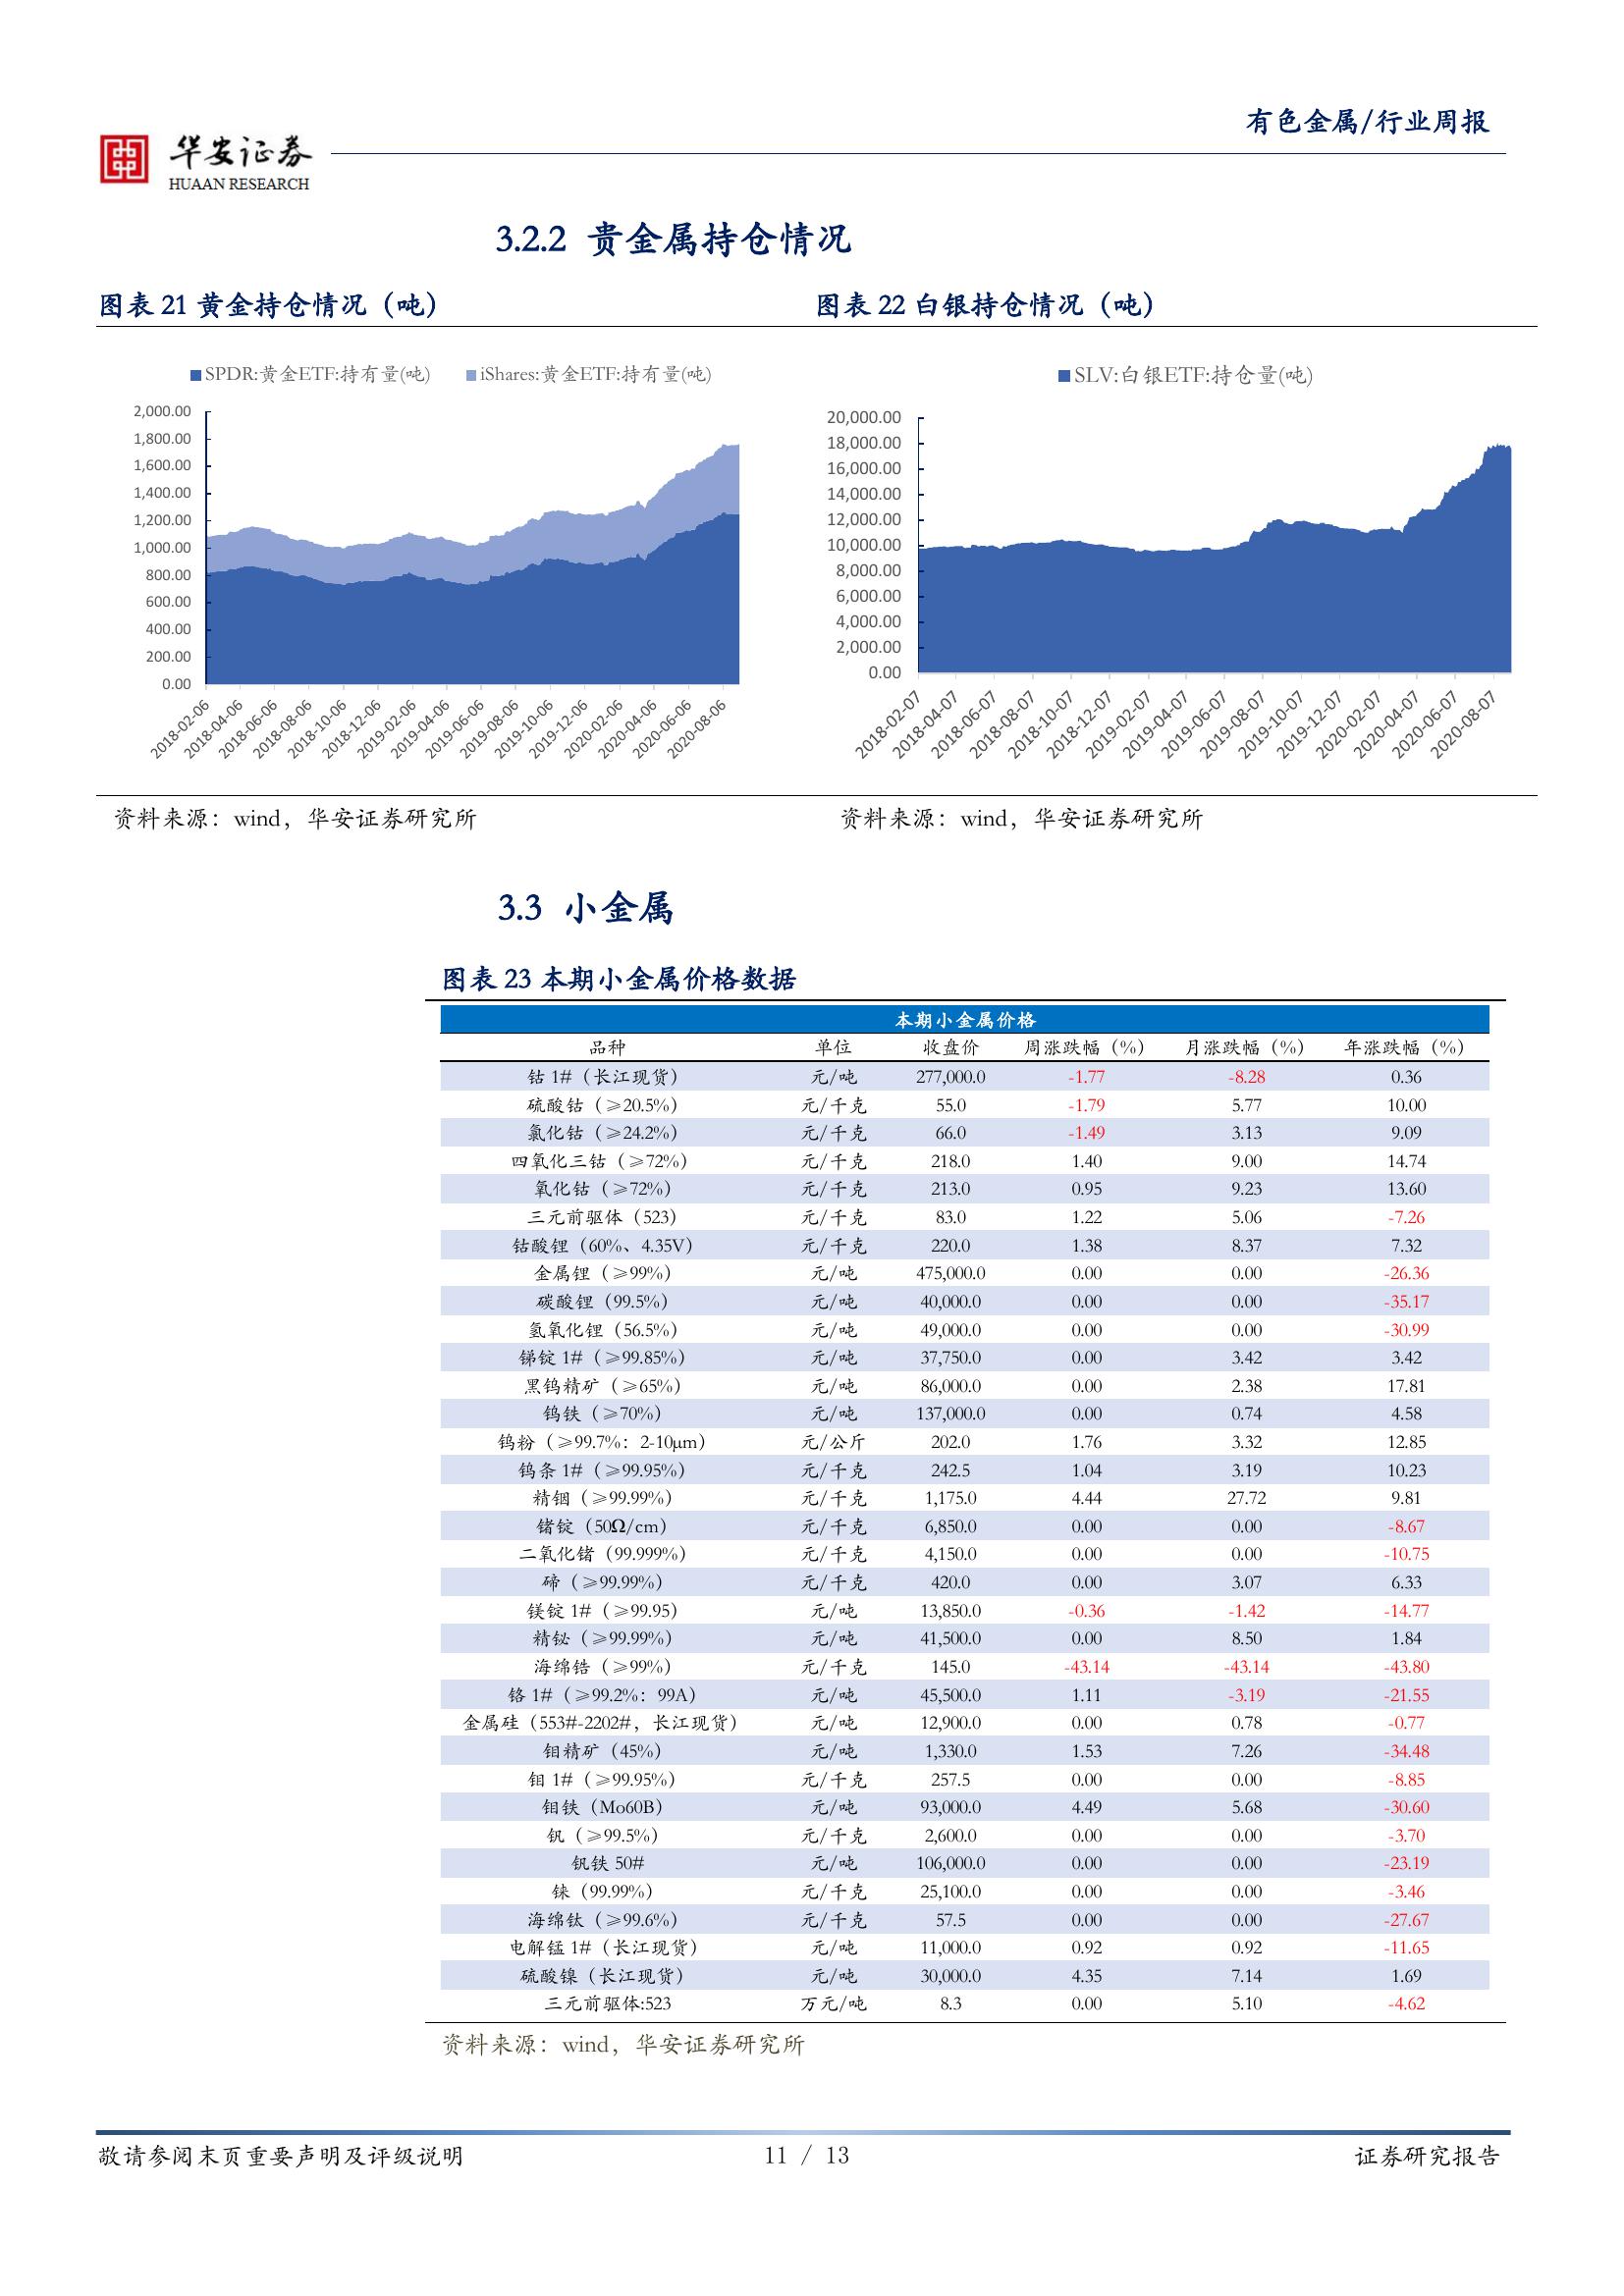 有色金属/行业周报
华安证券
HUAAN RESEARCH
3.2.2 贵金属持仓情况
图表 21 黄金持仓情况（吨）
图表 22 白银持仓情况（吨）
SPDR:黄金ETF:持有量(吨) iShares:黄金ETF:持有量(吨)
2,000.00
1,800.00
1,600.00
1,400.00
1,200.00
1,000.00
800.00
600.00
400.00
200.00
0.00
2018-02-06
2018-04-06
2018-06-06
2018-08-06
2018-10-06
2018-12-06
2019-02-06
2019-04-06
2019-06-06
2019-08-06
2019-10-06
2019-12-06
2020-02-06
2020-04-06
2020-06-06
2020-08-06
SLV:白银ETF:持仓量(吨)
20,000.00
18,000.00
16,000.00
14,000.00
12,000.00
10,000.00
8,000.00
6,000.00
4,000.00
2,000.00
0.00
2018-02-07
2018-04-07
2018-06-07
2018-08-07
2018-10-07
2018-12-07
2019-02-07
2019-04-07
2019-06-07
2019-08-07
2019-10-07
2019-12-07
2020-02-07
2020-04-07
2020-06-07
2020-08-07
资料来源：wind，华安证券研究所
资料来源：wind，华安证券研究所
3.3 小金属
图表 23 本期小金属价格数据
本期小金属价格
品种 单位 收盘价 周涨跌幅（%） 月涨跌幅（%） 年涨跌幅（%）
钴 1#（长江现货） 元/吨 277,000.0 -1.77 -8.28 0.36
硫酸钴（≥20.5%） 元/千克 55.0 -1.79 5.77 10.00
氯化钴（≥24.2%） 元/千克 66.0 -1.49 3.13 9.09
四氧化三钴（≥72%） 元/千克 218.0 1.40 9.00 14.74
氧化钴（≥72%） 元/千克 213.0 0.95 9.23 13.60
三元前驱体（523） 元/千克 83.0 1.22 5.06 -7.26
钴酸锂（60%、4.35V） 元/千克 220.0 1.38 8.37 7.32
金属锂（≥99%） 元/吨 475,000.0 0.00 0.00 -26.36
碳酸锂（99.5%） 元/吨 40,000.0 0.00 0.00 -35.17
氢氧化锂（56.5%） 元/吨 49,000.0 0.00 0.00 -30.99
锑锭 1#（≥99.85%） 元/吨 37,750.0 0.00 3.42 3.42
黑钨精矿（≥65%） 元/吨 86,000.0 0.00 2.38 17.81
钨铁（≥70%） 元/吨 137,000.0 0.00 0.74 4.58
钨粉（≥99.7%：2-10μm） 元/公斤 202.0 1.76 3.32 12.85
钨条 1#（≥99.95%） 元/千克 242.5 1.04 3.19 10.23
精铟（≥99.99%） 元/千克 1,175.0 4.44 27.72 9.81
锗锭（50Ω/cm） 元/千克 6,850.0 0.00 0.00 -8.67
二氧化锗（99.999%） 元/千克 4,150.0 0.00 0.00 -10.75
碲（≥99.99%） 元/千克 420.0 0.00 3.07 6.33
镁锭 1#（≥99.95） 元/吨 13,850.0 -0.36 -1.42 -14.77
精铋（≥99.99%） 元/吨 41,500.0 0.00 8.50 1.84
海绵锆（≥99%） 元/千克 145.0 -43.14 -43.14 -43.80
铬 1#（≥99.2%：99A） 元/吨 45,500.0 1.11 -3.19 -21.55
金属硅（553#-2202#，长江现货） 元/吨 12,900.0 0.00 0.78 -0.77
钼精矿（45%） 元/吨 1,330.0 1.53 7.26 -34.48
钼 1#（≥99.95%） 元/千克 257.5 0.00 0.00 -8.85
钼铁（Mo60B） 元/吨 93,000.0 4.49 5.68 -30.60
钒（≥99.5%） 元/千克 2,600.0 0.00 0.00 -3.70
钒铁 50# 元/吨 106,000.0 0.00 0.00 -23.19
铼（99.99%） 元/千克 25,100.0 0.00 0.00 -3.46
海绵钛（≥99.6%） 元/千克 57.5 0.00 0.00 -27.67
电解锰 1#（长江现货） 元/吨 11,000.0 0.92 0.92 -11.65
硫酸镍（长江现货） 元/吨 30,000.0 4.35 7.14 1.69
三元前驱体:523 万元/吨 8.3 0.00 5.10 -4.62
资料来源：wind，华安证券研究所
敬请参阅末页重要声明及评级说明 11 / 13 证券研究报告